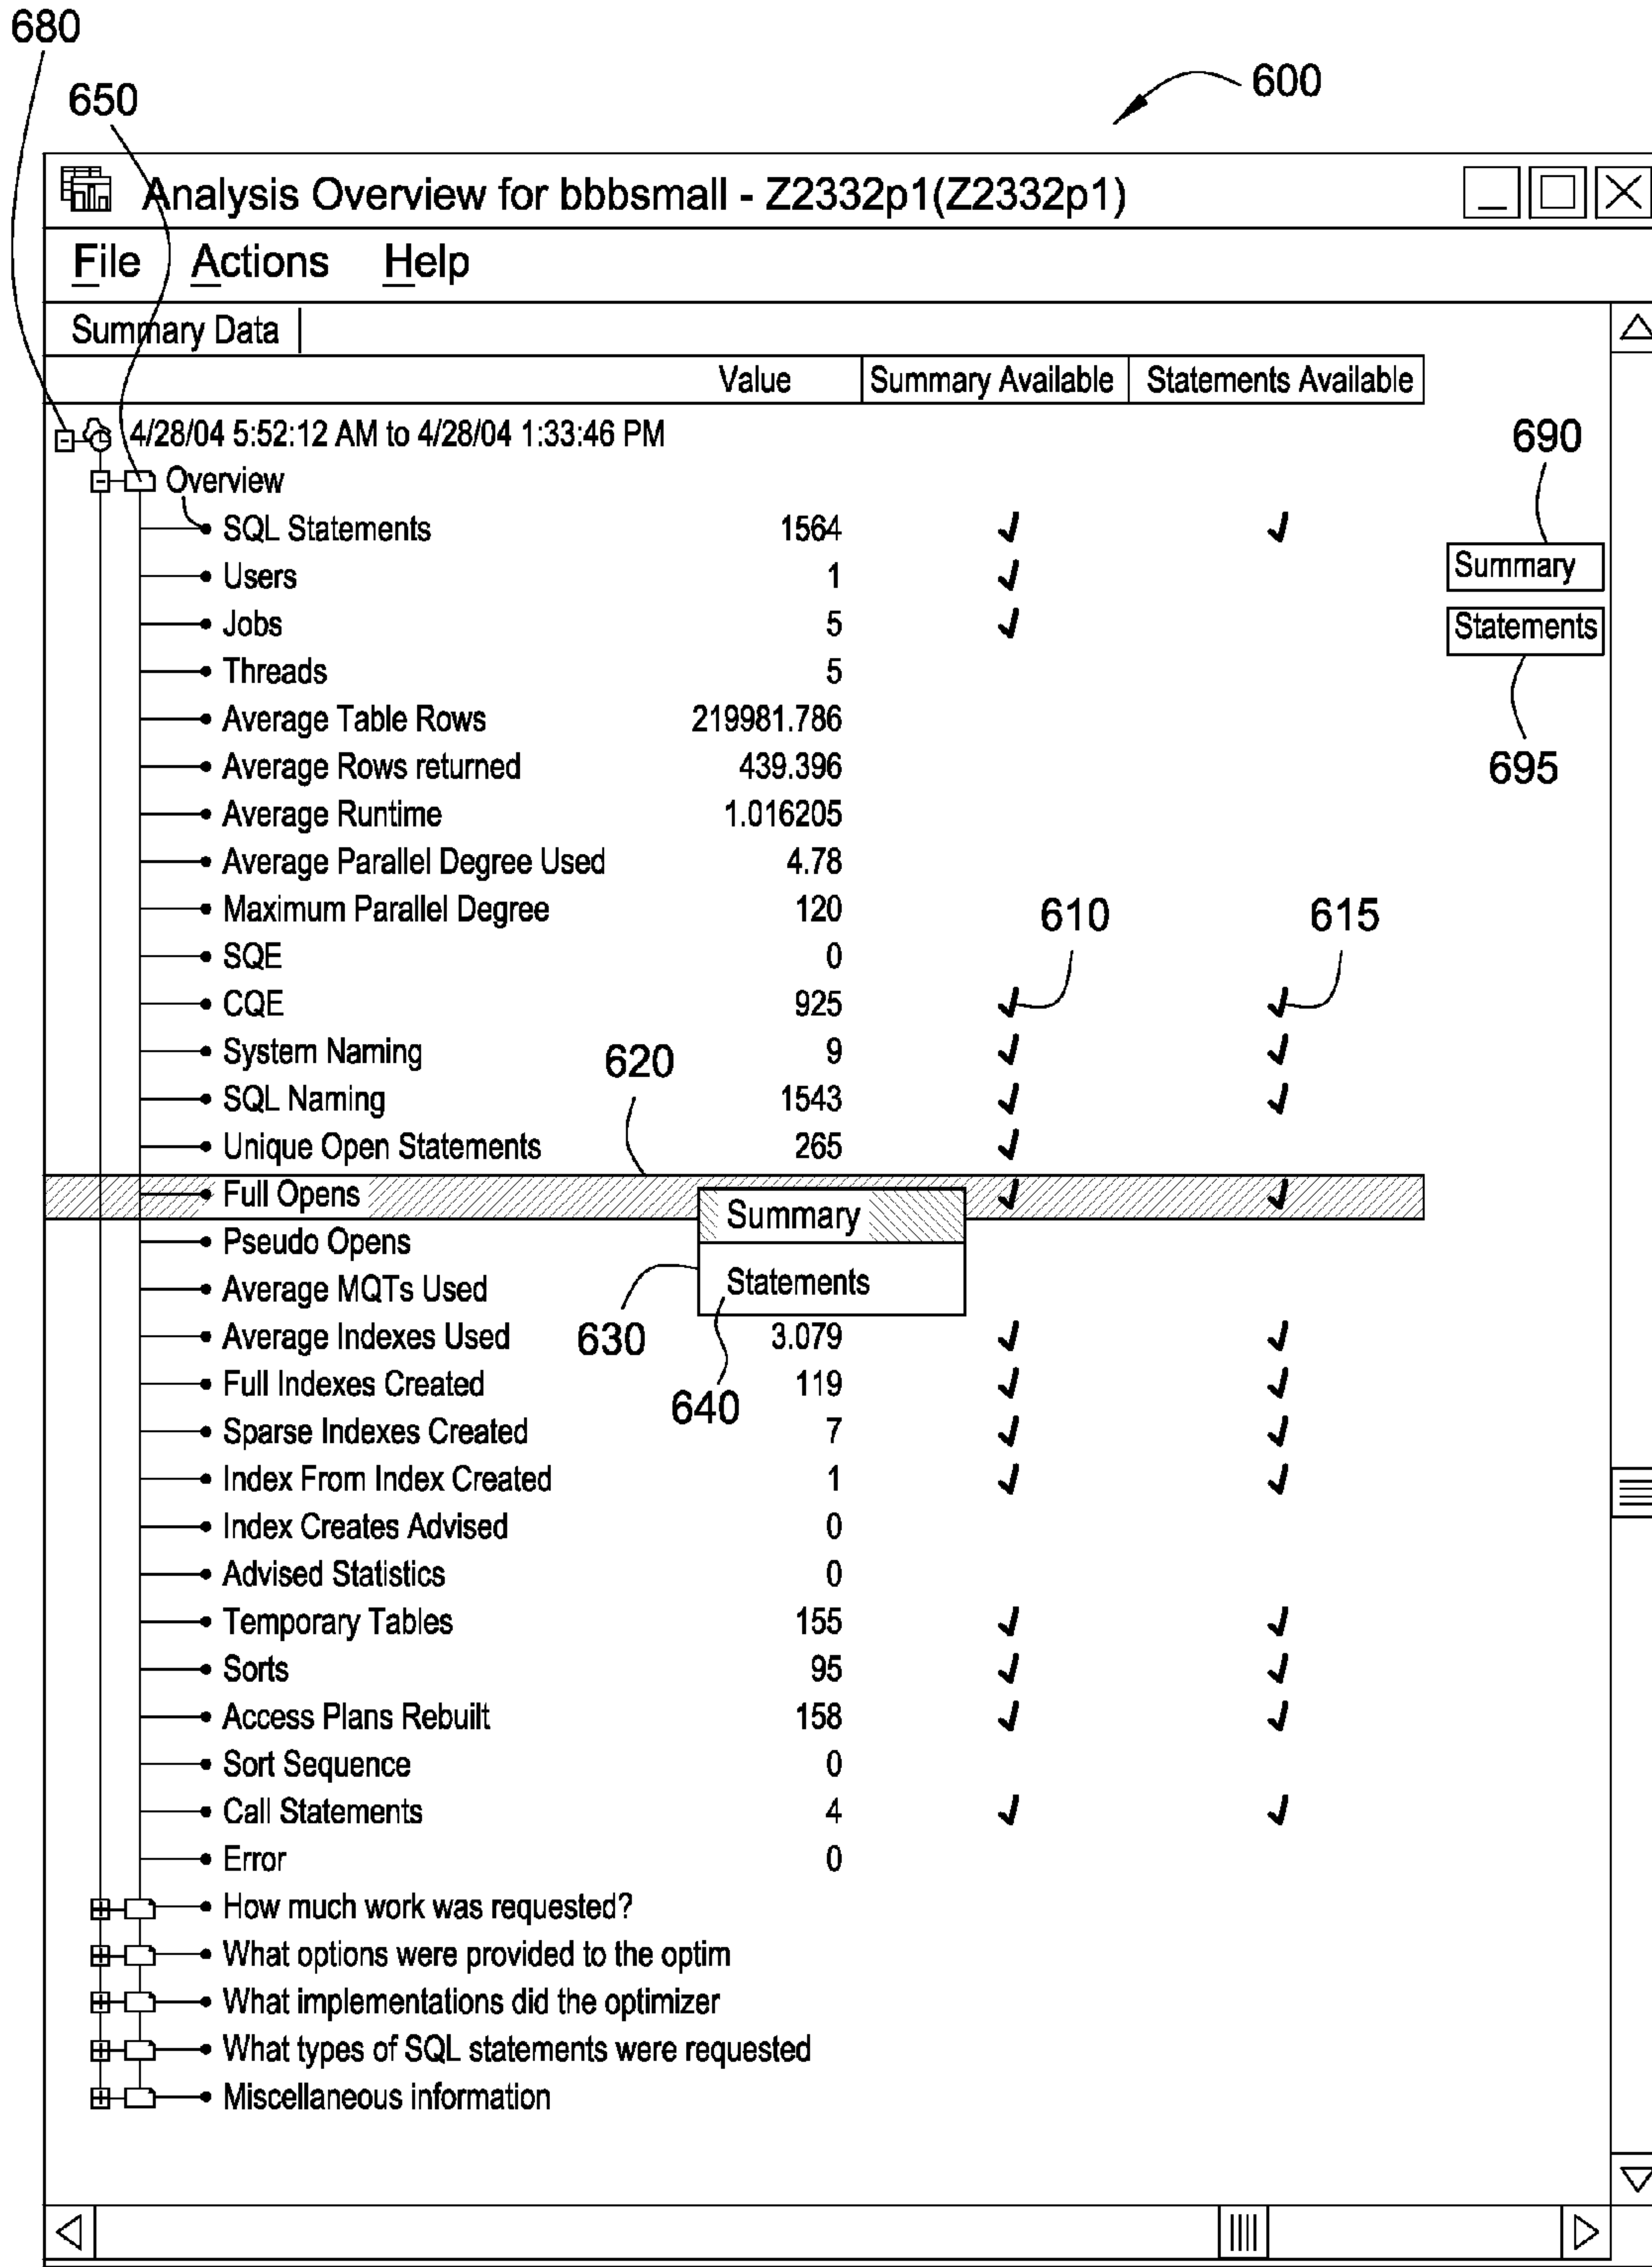 680
650
600
Analysis Overview for bbbsmall - Z2332p1(Z2332p1)
File Actions Help
Summary Data
Value Summary Available Statements Available
4/28/04 5:52:12 AM to 4/28/04 1:33:46 PM
690
Overview
SQL Statements 1564
Summary
Users 1
Jobs 5
Statements
Threads 5
Average Table Rows 219981.786
695
Average Rows returned 439.396
Average Runtime 1.016205
Average Parallel Degree Used 4.78
Maximum Parallel Degree 120
610 615
SQE 0
CQE 925
System Naming 9
620
SQL Naming 1543
Unique Open Statements 265
Full Opens
Summary
Pseudo Opens
Statements
Average MQTs Used
630
Average Indexes Used 3.079
Full Indexes Created 119
640
Sparse Indexes Created 7
Index From Index Created 1
Index Creates Advised 0
Advised Statistics 0
Temporary Tables 155
Sorts 95
Access Plans Rebuilt 158
Sort Sequence 0
Call Statements 4
Error 0
How much work was requested?
What options were provided to the optim
What implementations did the optimizer
What types of SQL statements were requested
Miscellaneous information